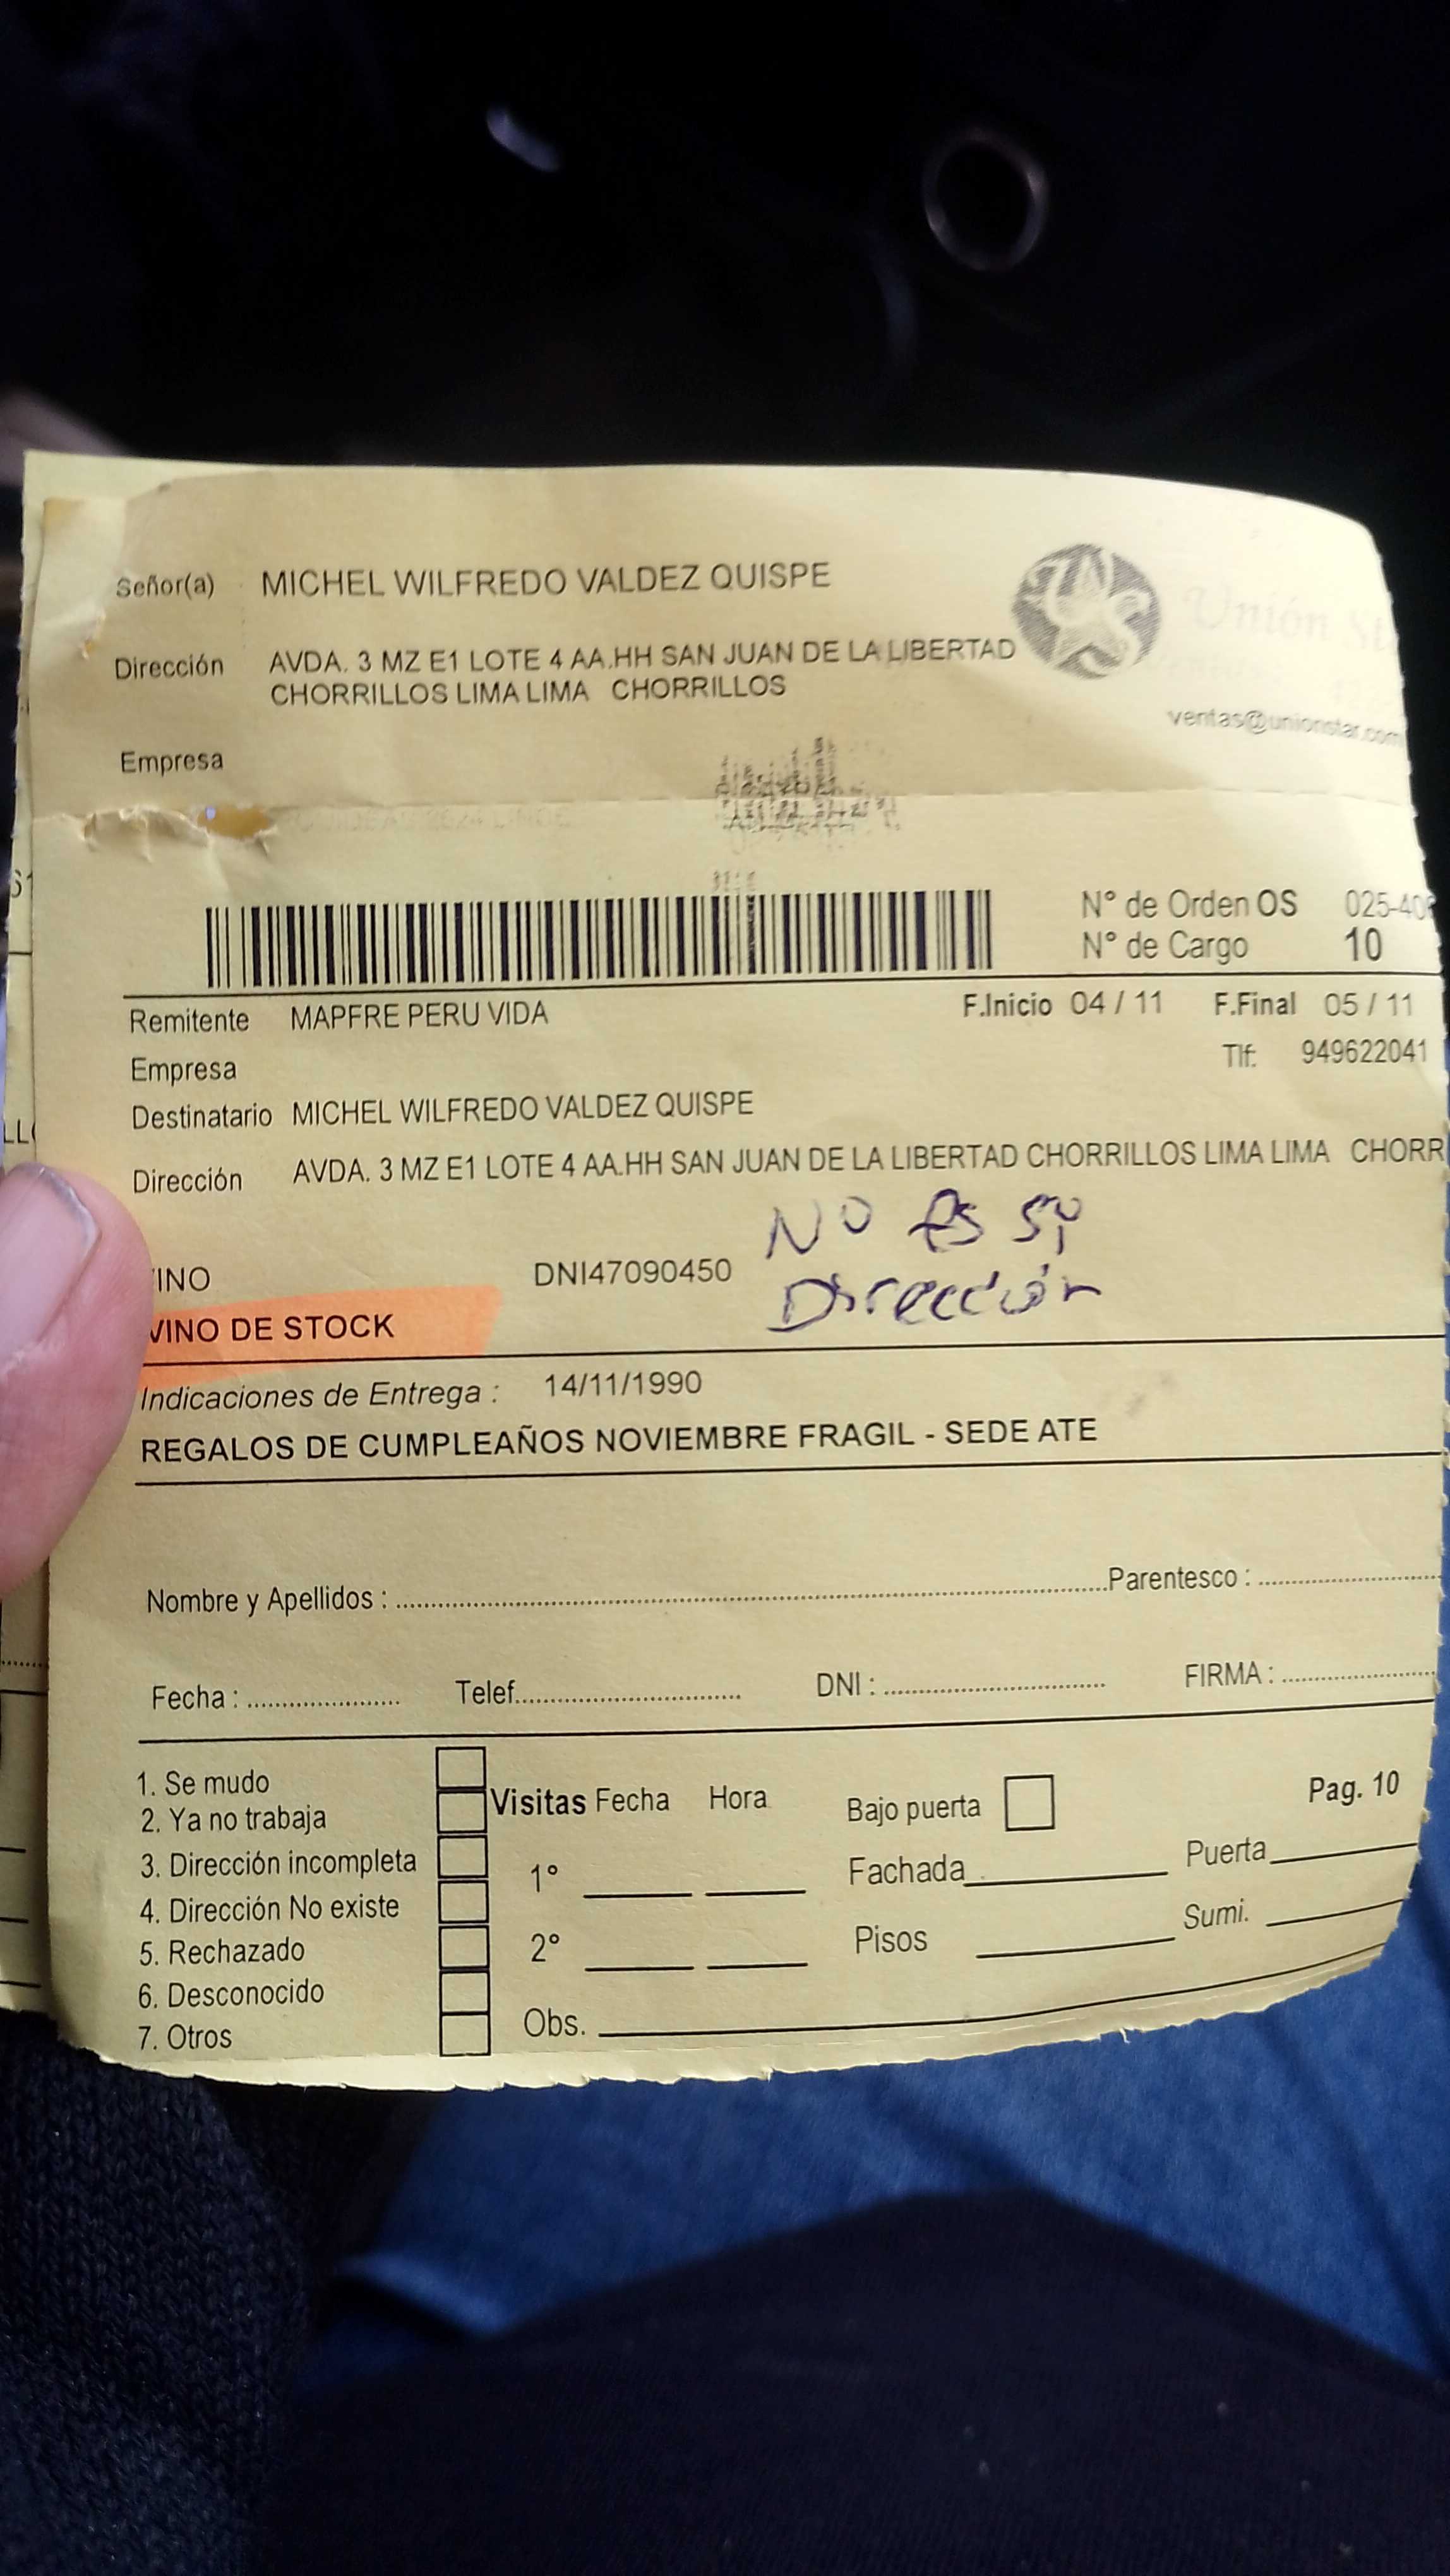 Señor(a) MICHEL WILFREDO VALDEZ QUISPE
Unión
Dirección AVDA. 3 MZ E1 LOTE 4 AA.HH SAN JUAN DE LA LIBERTAD
CHORRILLOS LIMA LIMA CHORRILLOS
ventas@unionstar.com
Empresa
N° de Orden OS 025-40
N° de Cargo 10
Remitente MAPFRE PERU VIDA F.Inicio 04 / 11 F.Final 05 / 11
Empresa Tlf: 949622041
Destinatario MICHEL WILFREDO VALDEZ QUISPE
Dirección AVDA. 3 MZ E1 LOTE 4 AA.HH SAN JUAN DE LA LIBERTAD CHORRILLOS LIMA LIMA CHORR
No es su
Dirección
INO DNI47090450
VINO DE STOCK
Indicaciones de Entrega : 14/11/1990
REGALOS DE CUMPLEAÑOS NOVIEMBRE FRAGIL - SEDE ATE
Nombre y Apellidos : Parentesco :
Fecha : Telef. DNI : FIRMA :
1. Se mudo
2. Ya no trabaja
3. Dirección incompleta
4. Dirección No existe
5. Rechazado
6. Desconocido
7. Otros
Visitas Fecha Hora
1°
2°
Obs.
Bajo puerta
Fachada
Pisos
Pag. 10
Puerta
Sumi.